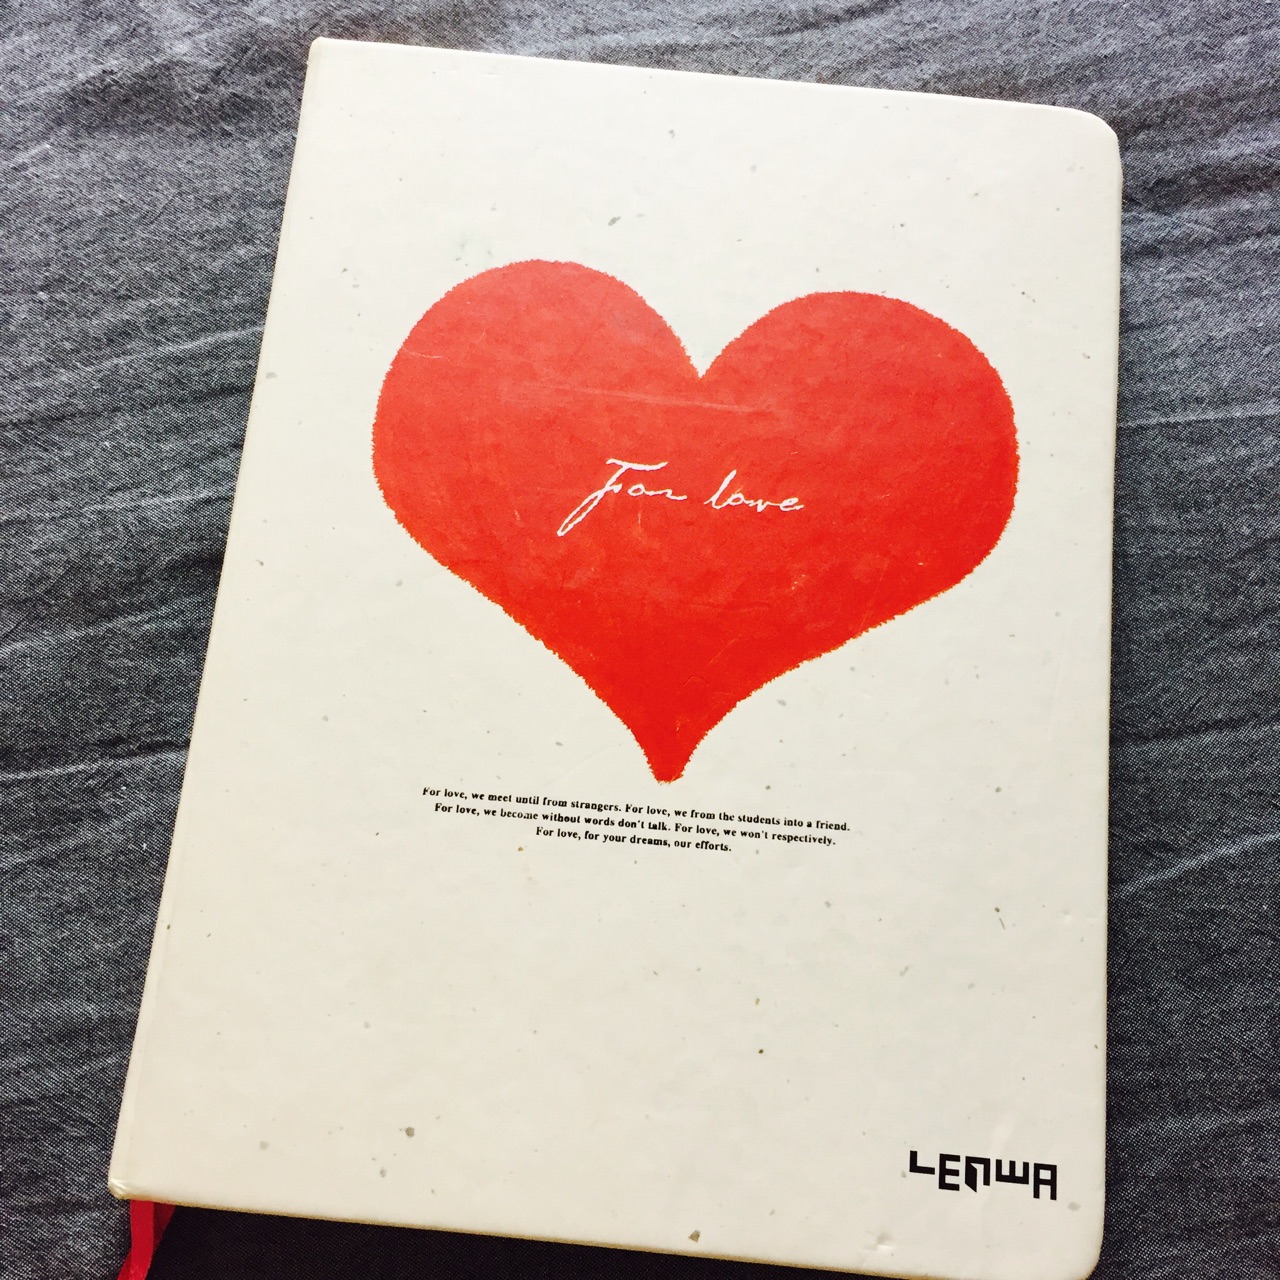 For love
For love, we meet until from strangers. For love, we from the students into a friend.
For love, we become without words don't talk. For love, we won't respectively.
For love, for your dreams, our efforts.
LENWA